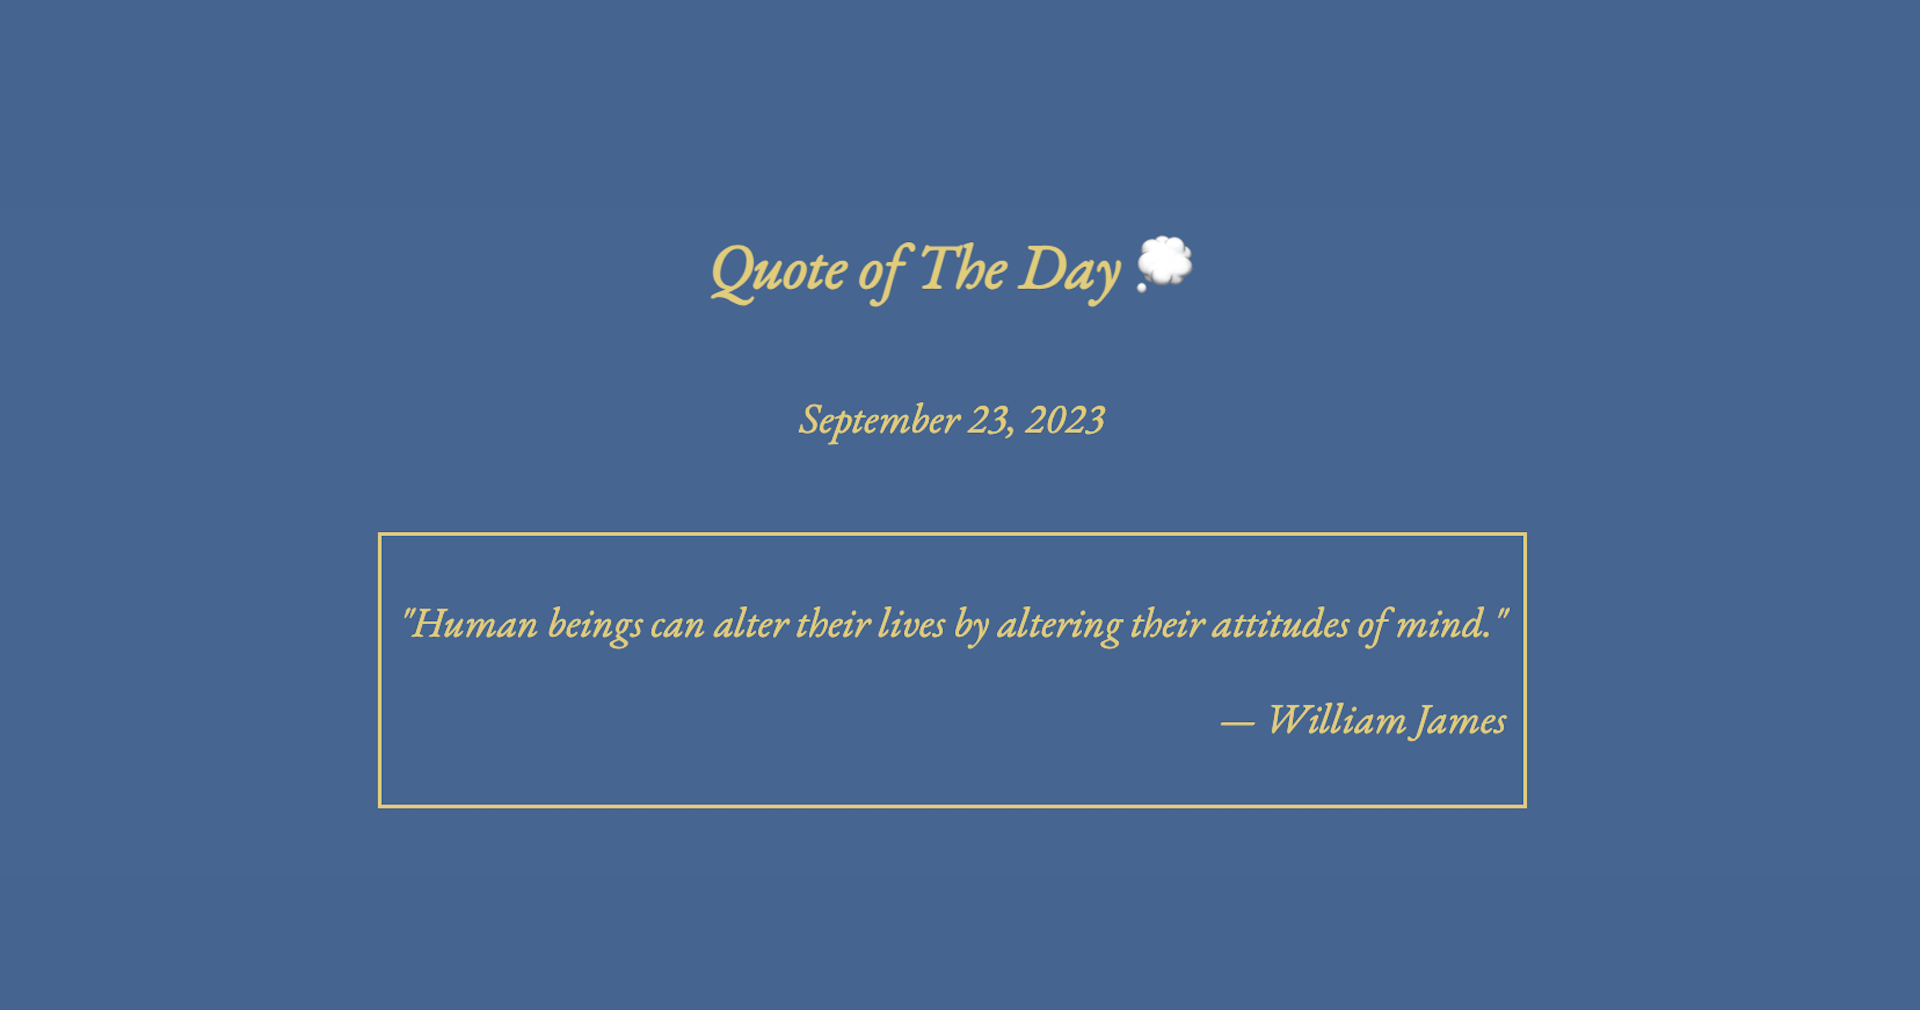 Quote of The Day 💭
September 23, 2023
"Human beings can alter their lives by altering their attitudes of mind."
— William James